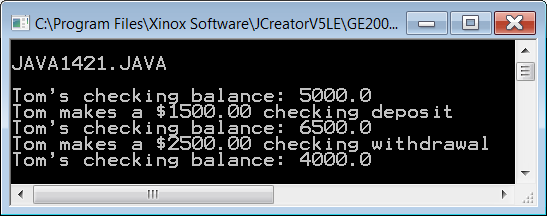 C:\Program Files\Xinox Software\JCreatorV5LE\GE200...
JAVA1421.JAVA
Tom's checking balance: 5000.0
Tom makes a $1500.00 checking deposit
Tom's checking balance: 6500.0
Tom makes a $2500.00 checking withdrawal
Tom's checking balance: 4000.0